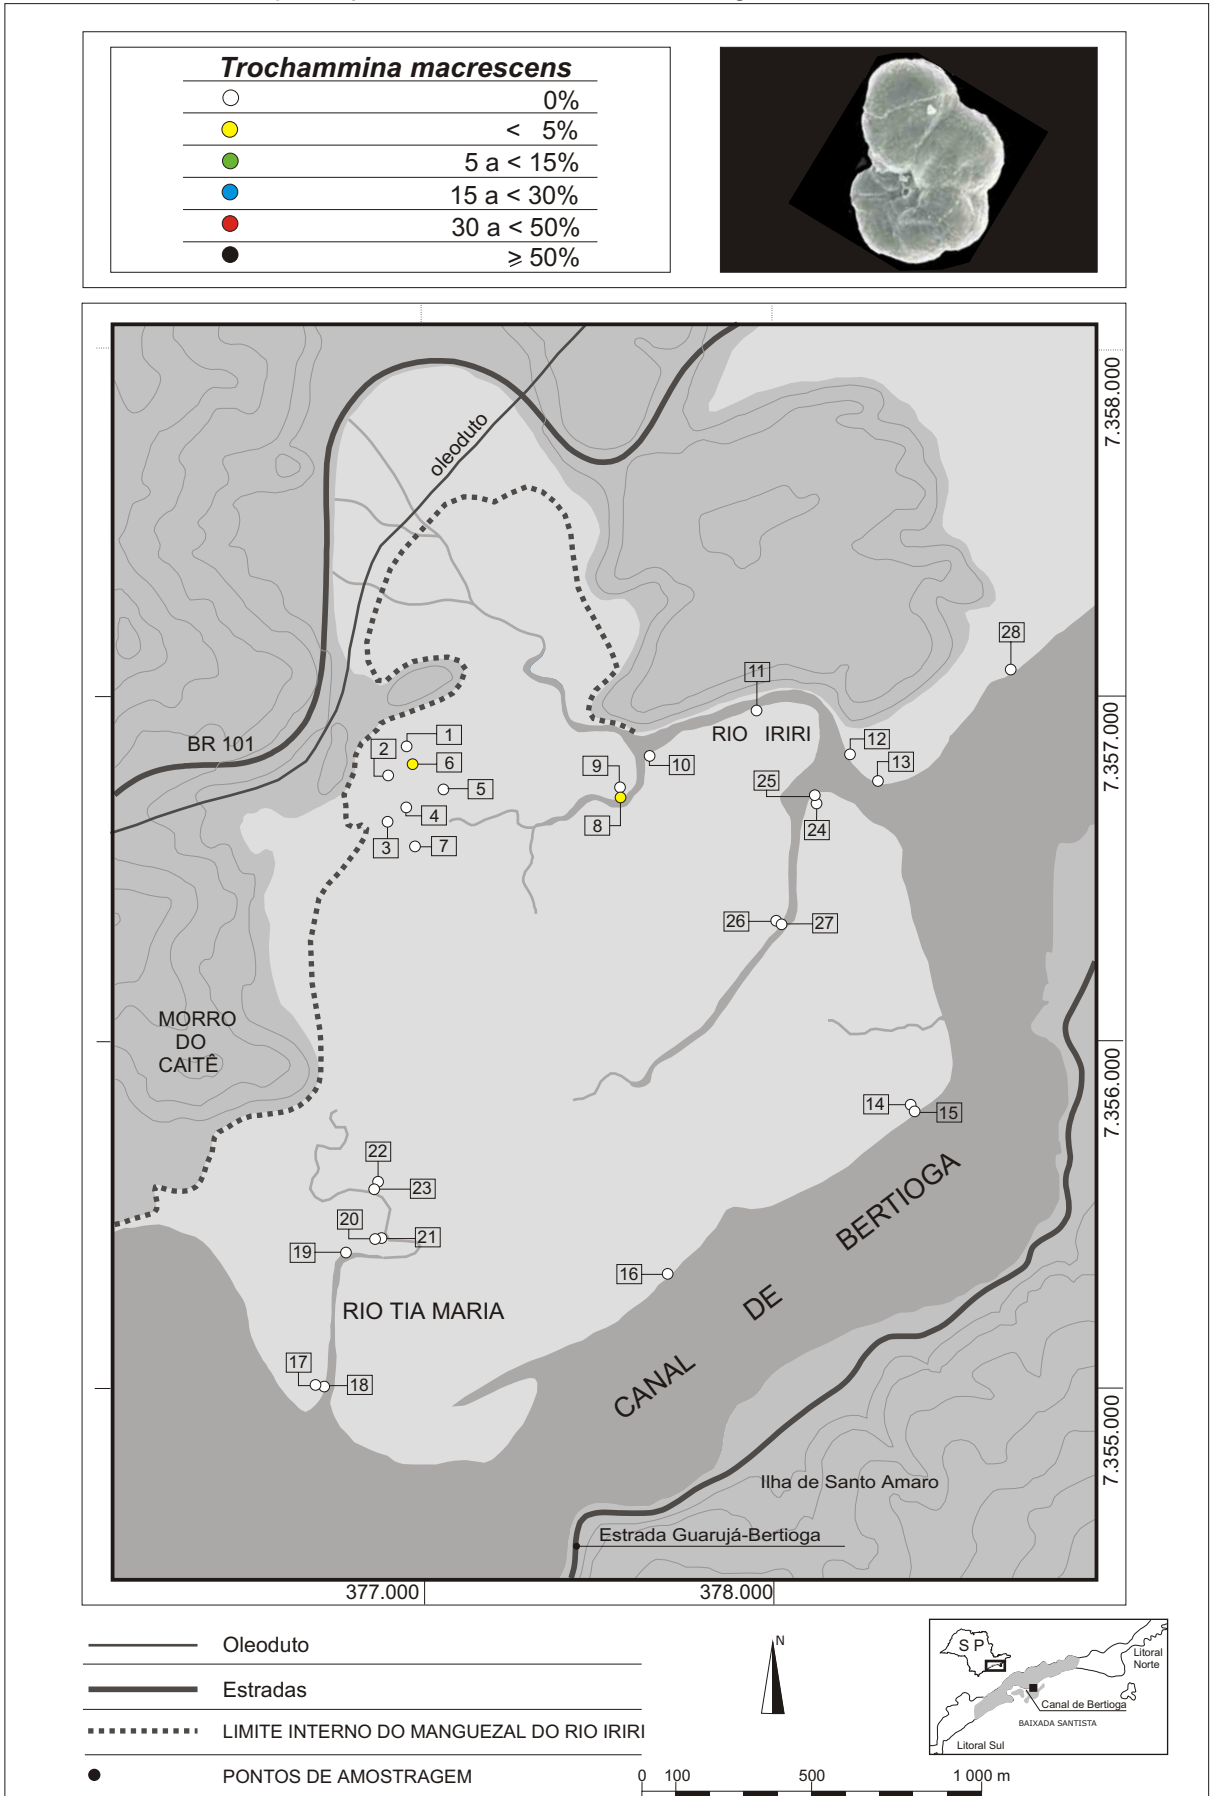 Trochammina macrescens
0%
< 5%
5 a < 15%
15 a < 30%
30 a < 50%
≥ 50%
7.358.000
oleoduto
28
11
BR 101
2
1
RIO IRIRI
12
7.357.000
6
9
10
13
5
25
4
8
24
3
7
26
27
MORRO
DO
CAITÊ
14
15
7.356.000
22
23
BERTIOGA
20
21
19
16
DE
RIO TIA MARIA
17
18
CANAL
7.355.000
Ilha de Santo Amaro
Estrada Guarujá-Bertioga
377.000
378.000
Oleoduto
Estradas
LIMITE INTERNO DO MANGUEZAL DO RIO IRIRI
PONTOS DE AMOSTRAGEM
N
0 100 500 1 000 m
S P
Litoral
Norte
Canal de Bertioga
BAIXADA SANTISTA
Litoral Sul